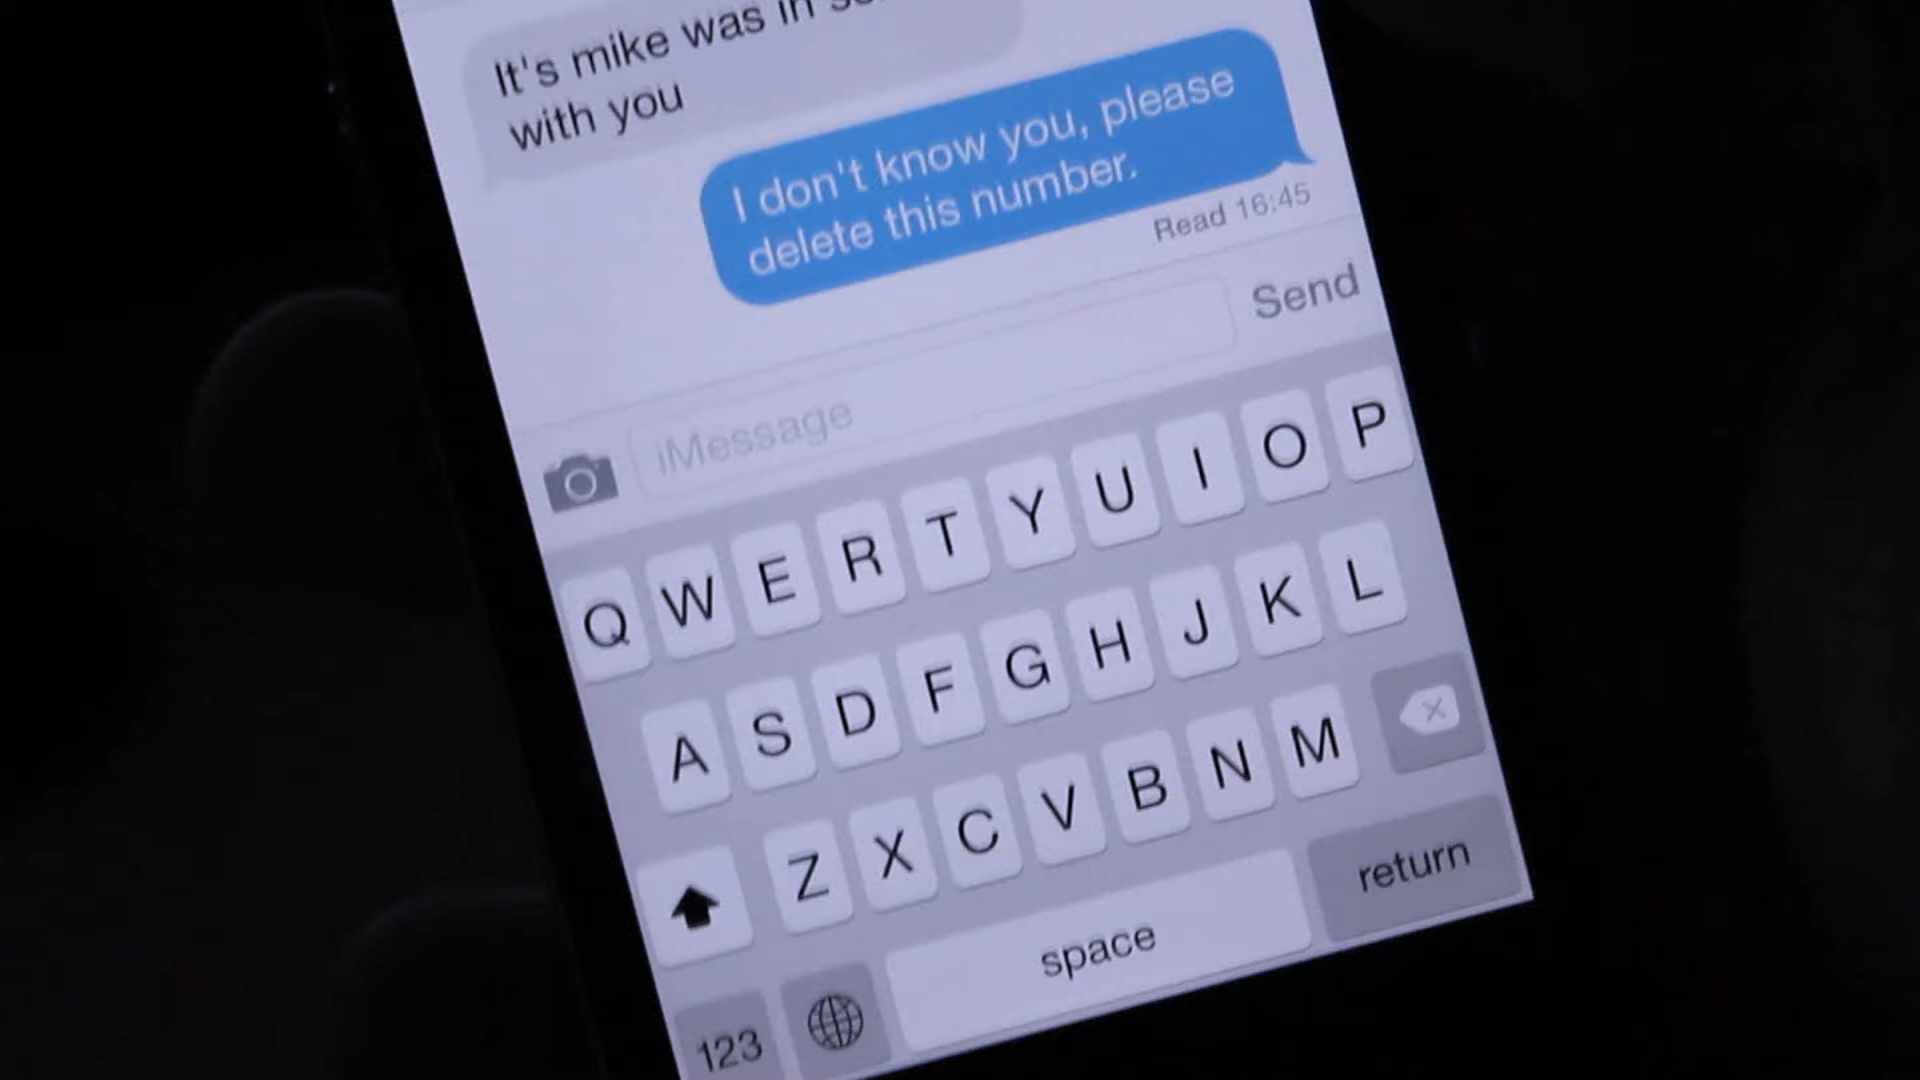 It's mike was in
with you
I don't know you, please
delete this number.
Read 16:45
Send
iMessage
Q W E R T Y U I O P
A S D F G H J K L
Z X C V B N M
123 space return